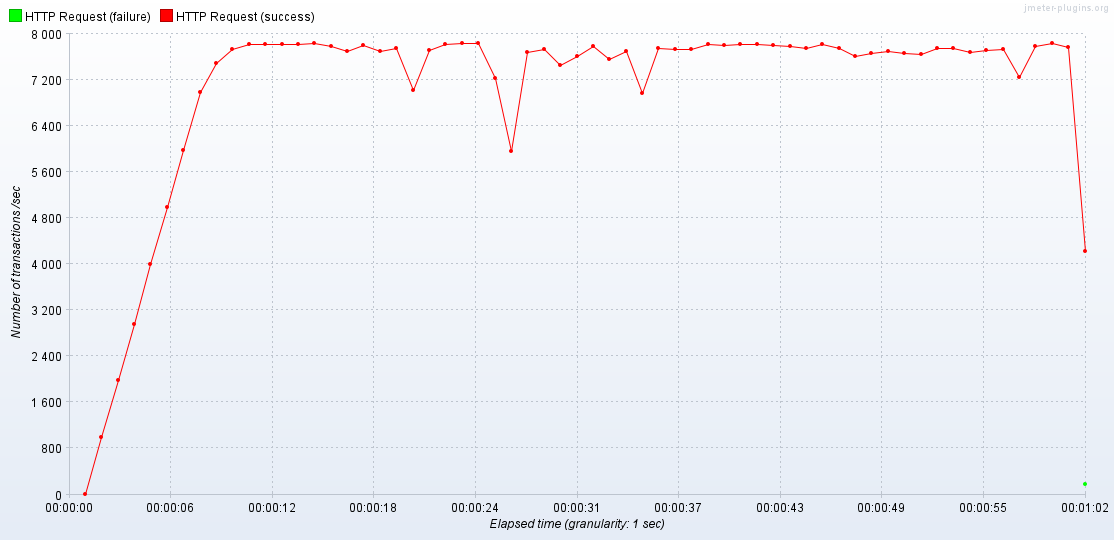 HTTP Request (failure) HTTP Request (success)
jmeter-plugins.org
8 000
7 200
6 400
5 600
4 800
4 000
3 200
2 400
1 600
800
0
Number of transactions /sec
00:00:00 00:00:06 00:00:12 00:00:18 00:00:24 00:00:31 00:00:37 00:00:43 00:00:49 00:00:55 00:01:02
Elapsed time (granularity: 1 sec)